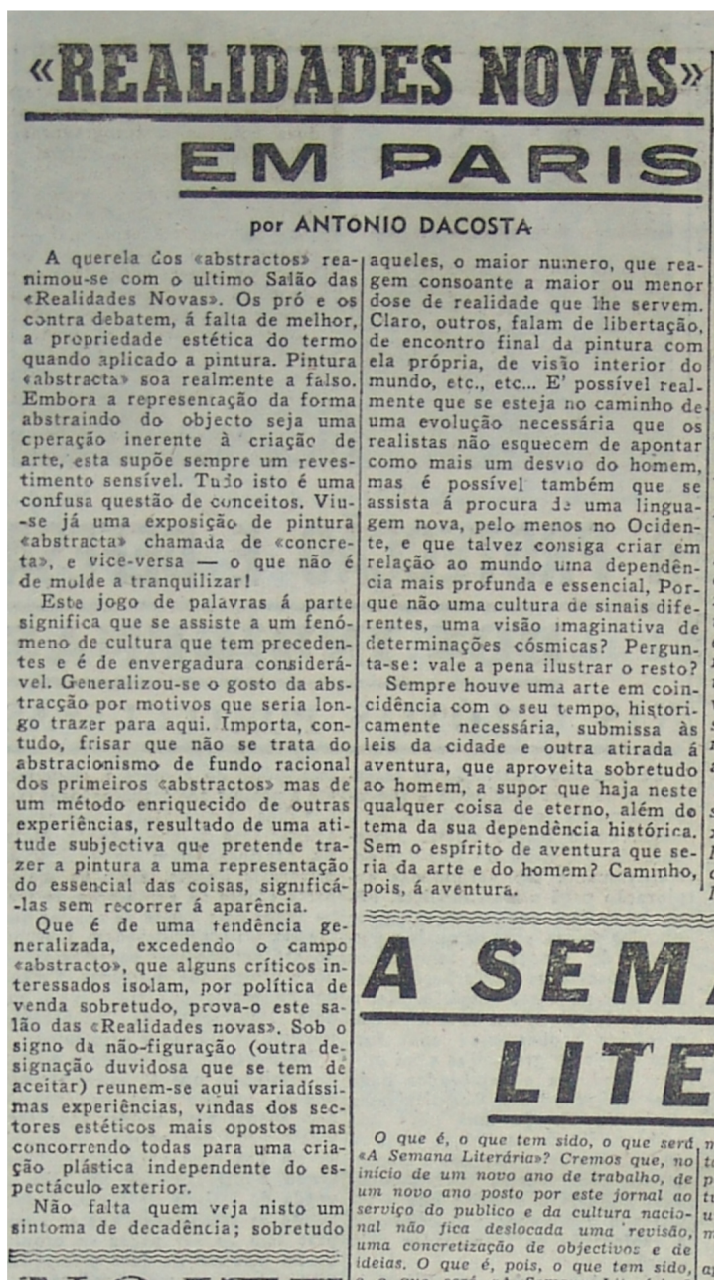 «REALIDADES NOVAS»
EM PARIS
por ANTONIO DACOSTA
A querela dos «abstractos» rea-
nimou-se com o ultimo Salão das
«Realidades Novas». Os pró e os
contra debatem, á falta de melhor,
a propriedade estética do termo
quando aplicado a pintura. Pintura
«abstracta» soa realmente a falso.
Embora a representação da forma
abstraindo do objecto seja uma
operação inerente à criação de
arte, esta supõe sempre um reves-
timento sensível. Tudo isto é uma
confusa questão de conceitos. Viu-
-se já uma exposição de pintura
«abstracta» chamada de «concre-
ta», e vice-versa — o que não é
de molde a tranquilizar!
Este jogo de palavras á parte
significa que se assiste a um fenó-
meno de cultura que tem preceden-
tes e é de envergadura considerá-
vel. Generalizou-se o gosto da abs-
tracção por motivos que seria lon-
go trazer para aqui. Importa, con-
tudo, frisar que não se trata do
abstracionismo de fundo racional
dos primeiros «abstractos» mas de
um método enriquecido de outras
experiências, resultado de uma ati-
tude subjectiva que pretende tra-
zer a pintura a uma representação
do essencial das coisas, significá-
-las sem recorrer á aparência.
Que é de uma tendência ge-
neralizada, excedendo o campo
«abstracto», que alguns críticos in-
teressados isolam, por política de
venda sobretudo, prova-o este sa-
lão das «Realidades novas». Sob o
signo da não-figuração (outra de-
signação duvidosa que se tem de
aceitar) reunem-se aqui variadíssi-
mas experiências, vindas dos sec-
tores estéticos mais opostos mas
concorrendo todas para uma cria-
ção plástica independente do es-
pectáculo exterior.
Não falta quem veja nisto um
sintoma de decadência; sobretudo
aqueles, o maior numero, que rea-
gem consoante a maior ou menor
dose de realidade que lhe servem.
Claro, outros, falam de libertação,
de encontro final da pintura com
ela própria, de visão interior do
mundo, etc., etc... E' possível real-
mente que se esteja no caminho de
uma evolução necessária que os
realistas não esquecem de apontar
como mais um desvio do homem,
mas é possível também que se
assista á procura de uma lingua-
gem nova, pelo menos no Ociden-
te, e que talvez consiga criar em
relação ao mundo uma dependên-
cia mais profunda e essencial, Por-
que não uma cultura de sinais dife-
rentes, uma visão imaginativa de
determinações cósmicas? Pergun-
ta-se: vale a pena ilustrar o resto?
Sempre houve uma arte em coin-
cidência com o seu tempo, histori-
camente necessária, submissa às
leis da cidade e outra atirada á
aventura, que aproveita sobretudo
ao homem, a supor que haja neste
qualquer coisa de eterno, além do
tema da sua dependência histórica.
Sem o espírito de aventura que se-
ria da arte e do homem? Caminho,
pois, á aventura.
A SEM
LITE
O que é, o que tem sido, o que será
«A Semana Literária»? Cremos que, no
início de um novo ano de trabalho, de
um novo ano posto por este jornal ao
serviço do publico e da cultura nacio-
nal não fica deslocada uma revisão,
uma concretização de objectivos e de
ideias. O que é, pois, o que tem sido,